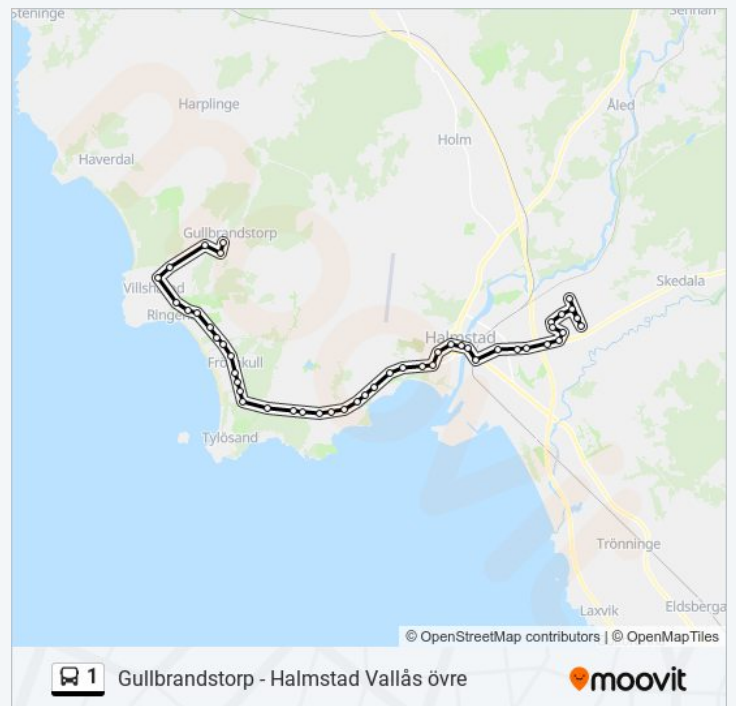 Steninge
Sennan
Harplinge
Åled
Holm
Haverdal
Gullbrandstorp
Skedala
Villshärad
Ringen
Halmstad
Frösakull
Tylösand
Trönninge
Laxvik
Eldsberga
© OpenStreetMap contributors | © OpenMapTiles
1 Gullbrandstorp - Halmstad Vallås övre
moovit